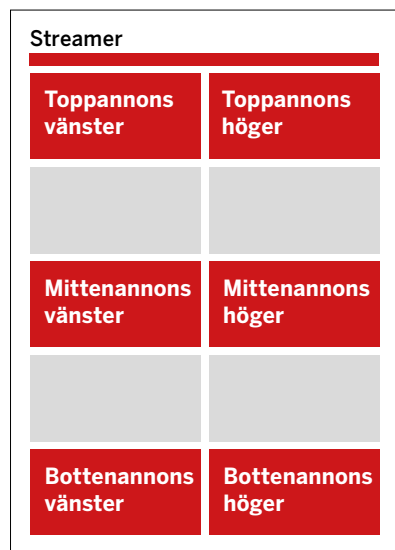 Streamer
Toppannons
vänster
Toppannons
höger
Mittenannons
vänster
Mittenannons
höger
Bottenannons
vänster
Bottenannons
höger